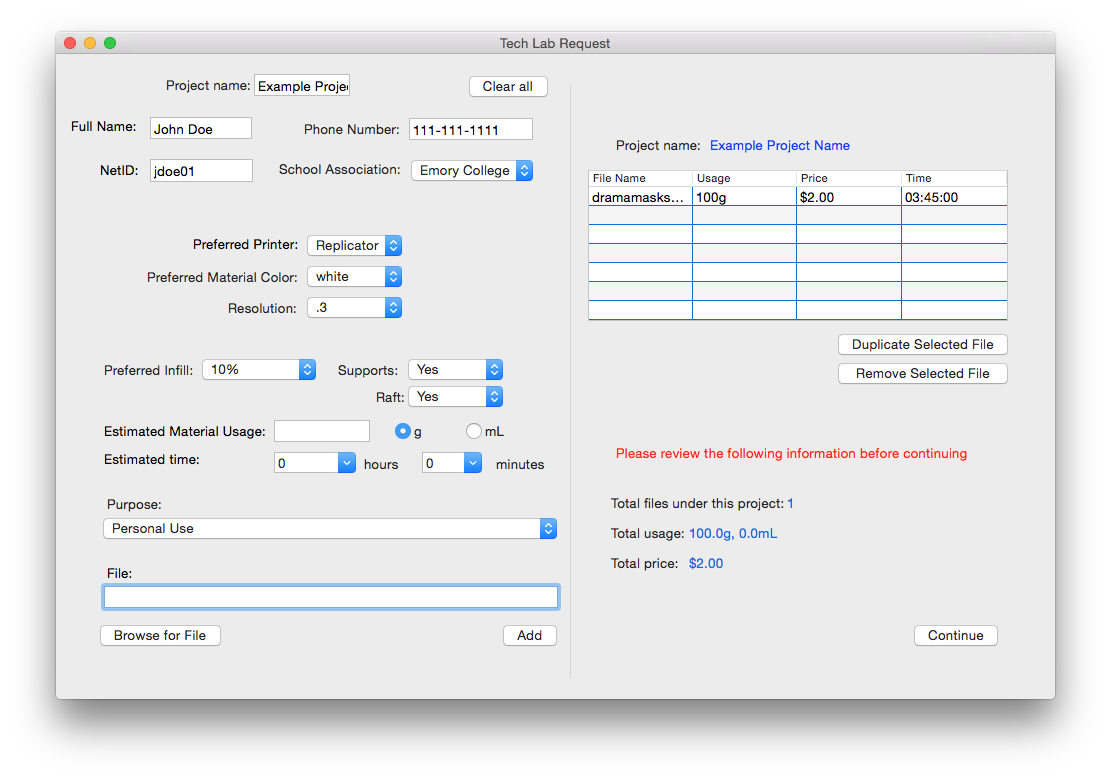 Tech Lab Request
Project name: Example Projec
Clear all
Full Name: John Doe
Phone Number: 111-111-1111
NetID: jdoe01
School Association: Emory College
Preferred Printer: Replicator
Preferred Material Color: white
Resolution: .3
Preferred Infill: 10%
Supports: Yes
Raft: Yes
Estimated Material Usage:
g
mL
Estimated time:
0 hours
0 minutes
Purpose:
Personal Use
File:
Browse for File
Add
Project name: Example Project Name
File Name Usage Price Time
dramamasks... 100g $2.00 03:45:00
Duplicate Selected File
Remove Selected File
Please review the following information before continuing
Total files under this project: 1
Total usage: 100.0g, 0.0mL
Total price: $2.00
Continue